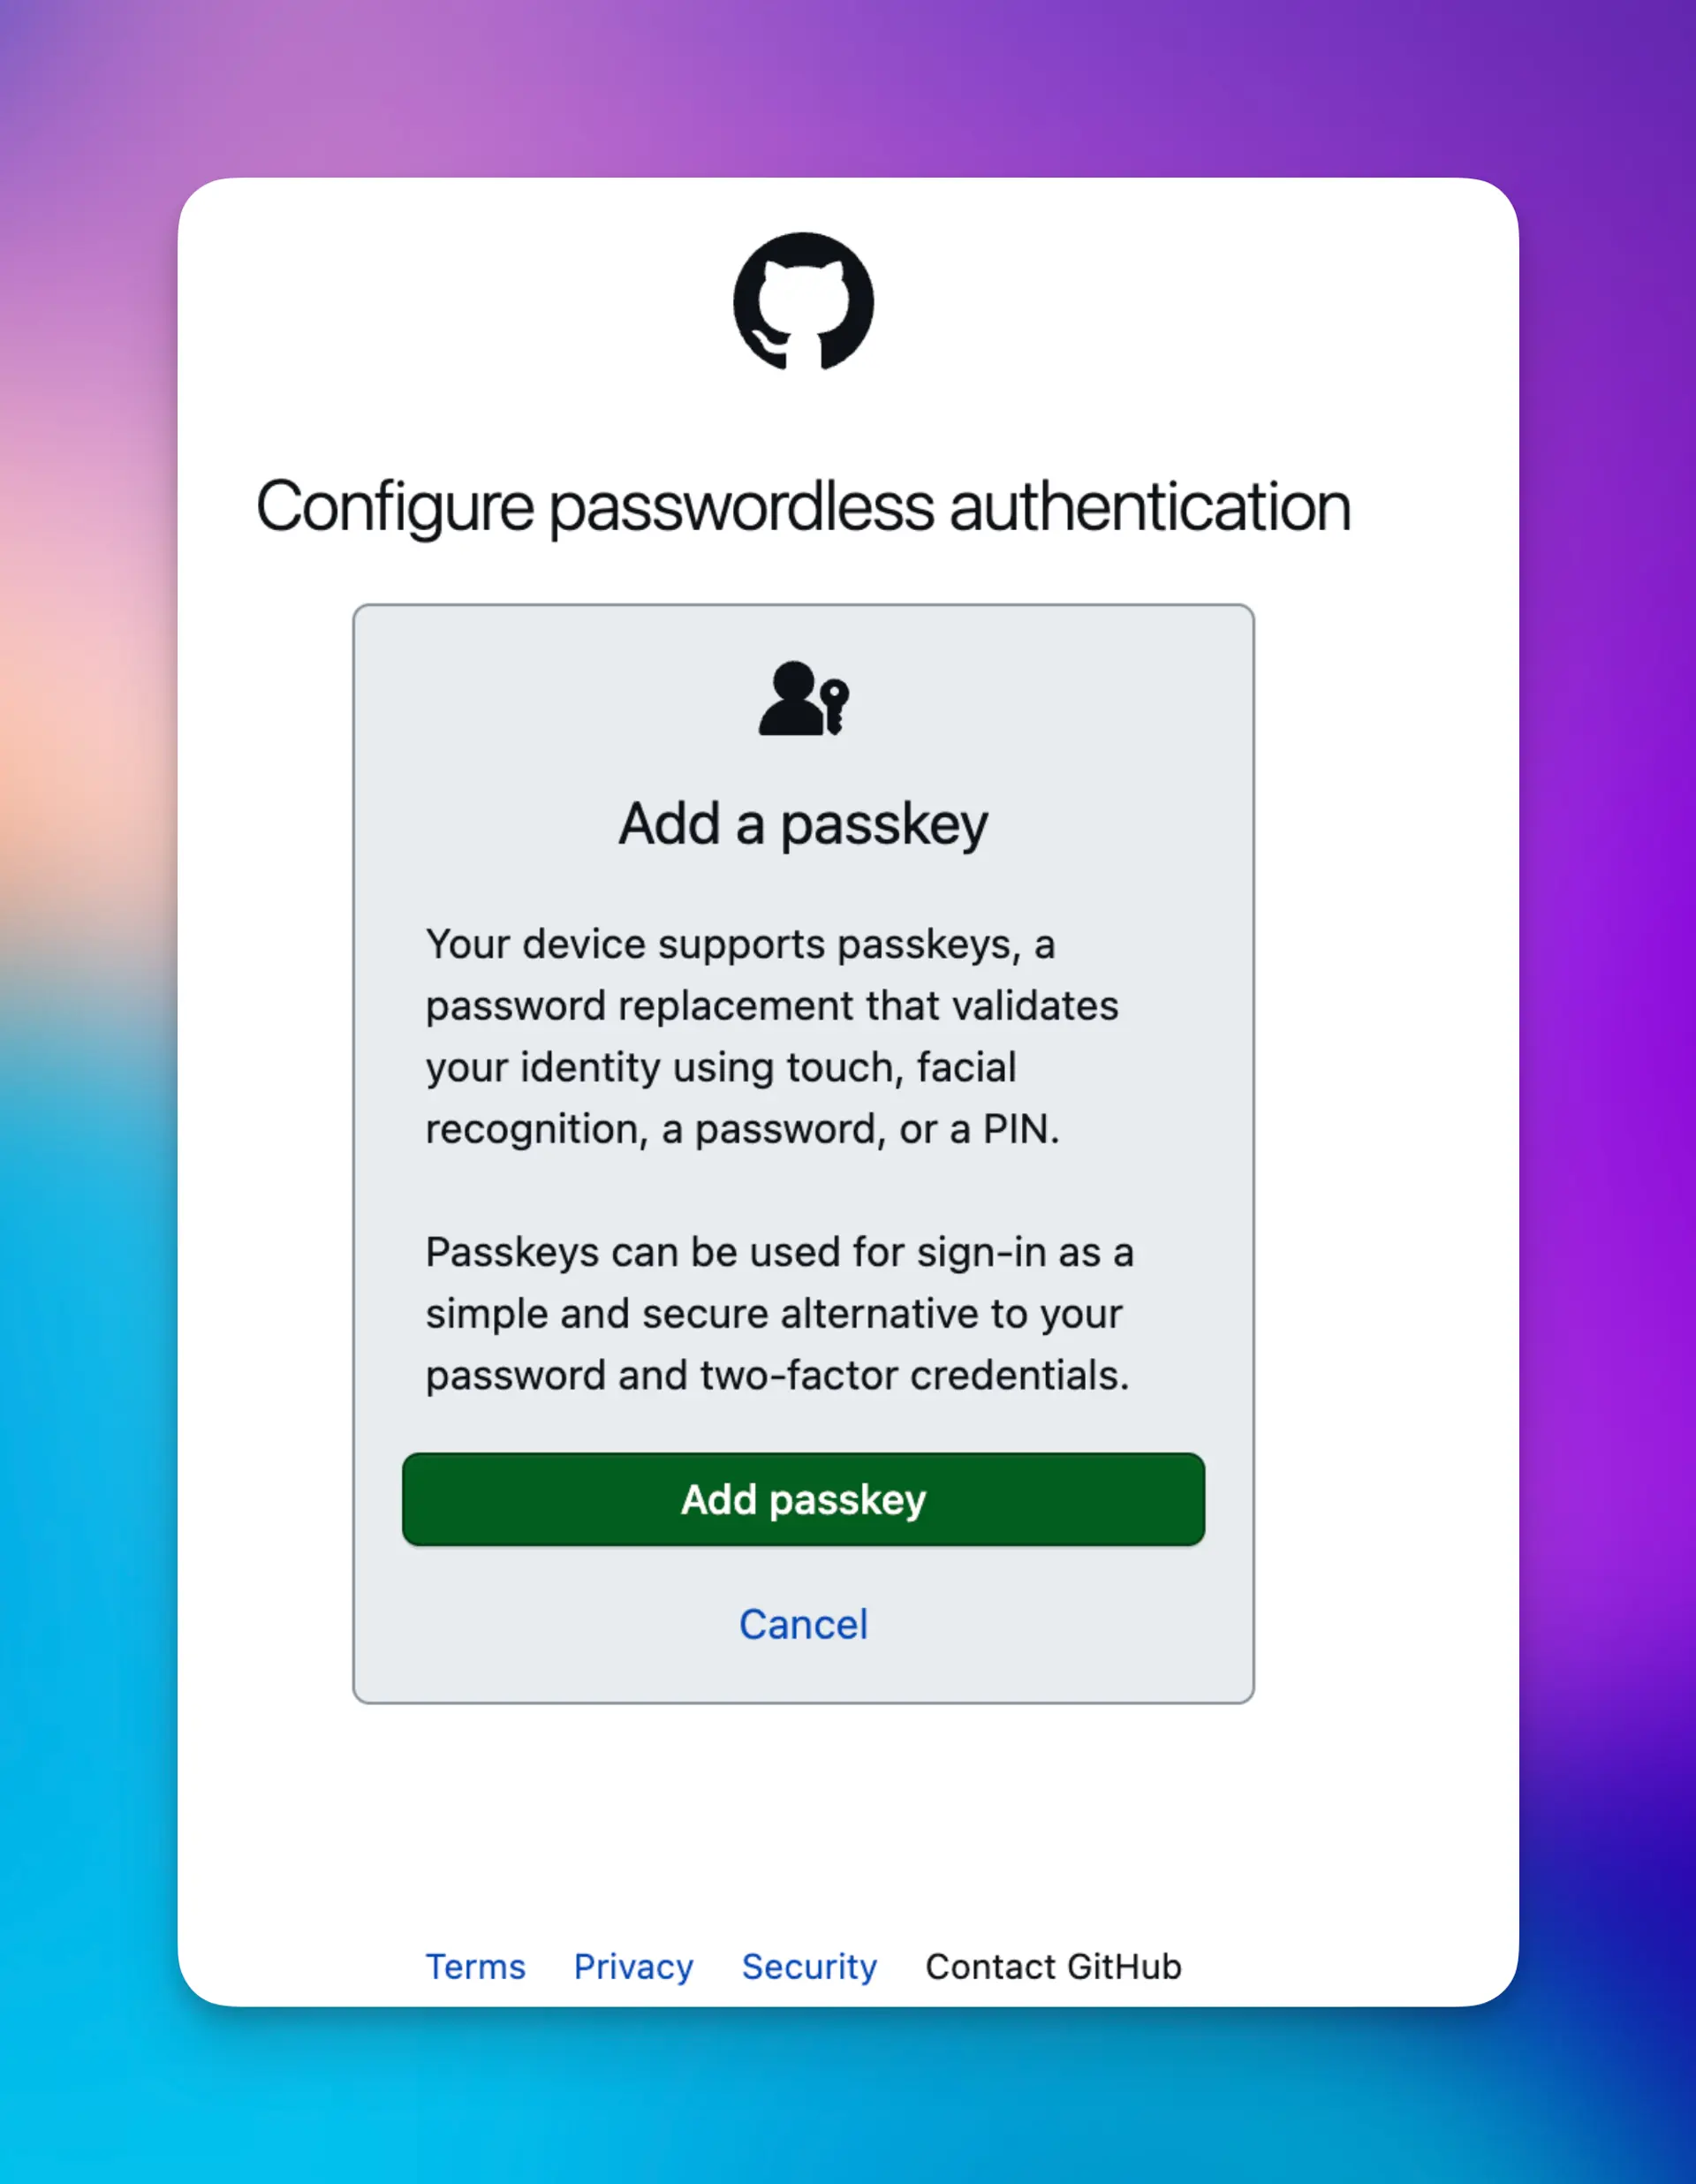 Configure passwordless authentication
Add a passkey
Your device supports passkeys, a
password replacement that validates
your identity using touch, facial
recognition, a password, or a PIN.
Passkeys can be used for sign-in as a
simple and secure alternative to your
password and two-factor credentials.
Add passkey
Cancel
Terms Privacy Security Contact GitHub